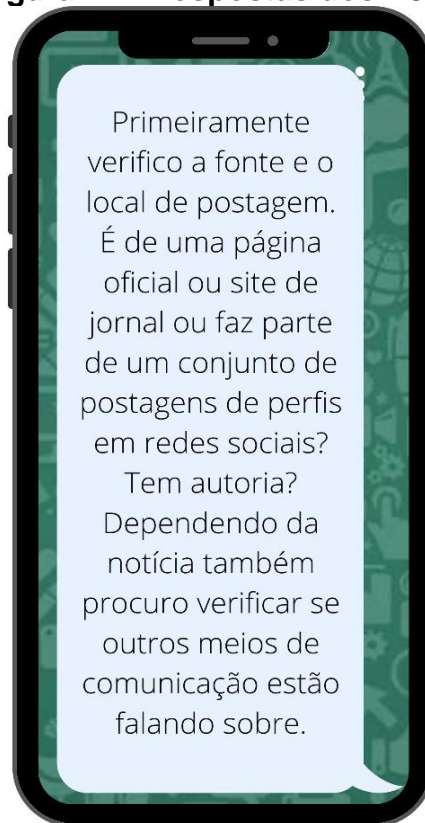 Primeiramente
verifico a fonte e o
local de postagem.
É de uma página
oficial ou site de
jornal ou faz parte
de um conjunto de
postagens de perfis
em redes sociais?
Tem autoria?
Dependendo da
notícia também
procuro verificar se
outros meios de
comunicação estão
falando sobre.